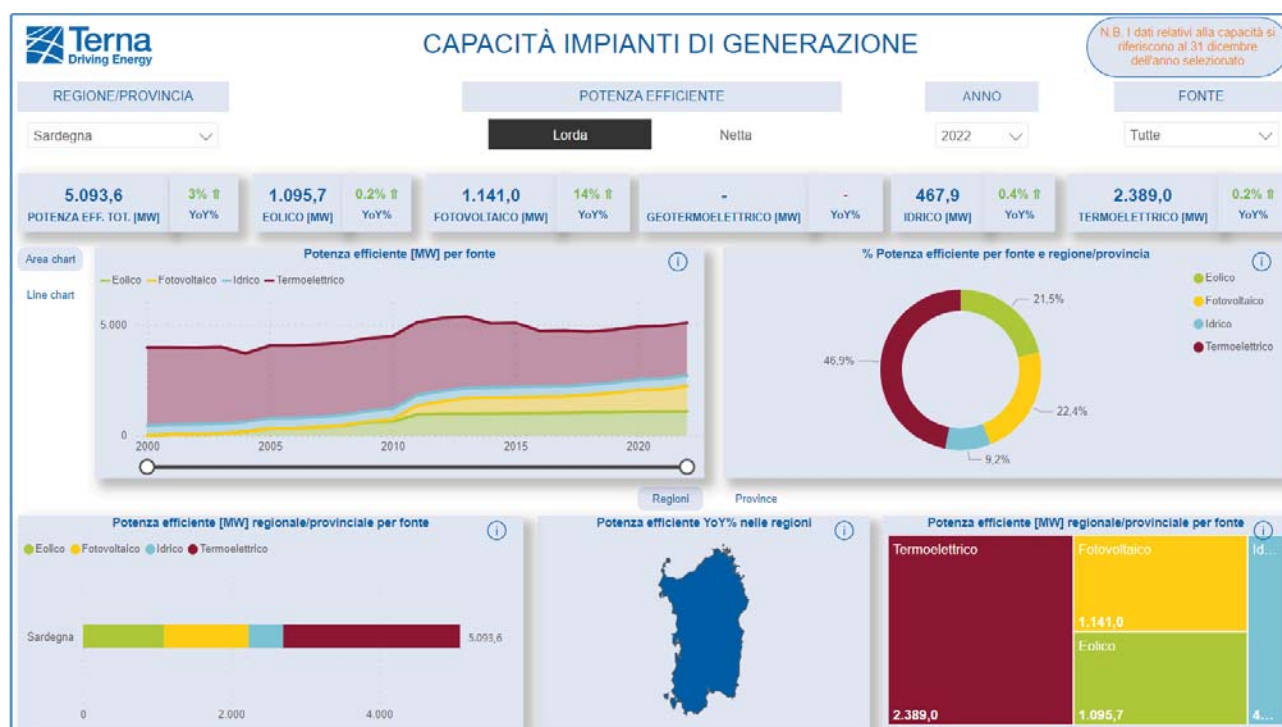 Terna
Driving Energy
CAPACITÀ IMPIANTI DI GENERAZIONE
N.B. I dati relativi alla capacità si
riferiscono al 31 dicembre
dell'anno selezionato
REGIONE/PROVINCIA
POTENZA EFFICIENTE
ANNO
FONTE
Sardegna
Lorda
Netta
2022
Tutte
5.093,6
POTENZA EFF. TOT. [MW]
3% ⇑
YoY%
1.095,7
EOLICO [MW]
0.2% ⇑
YoY%
1.141,0
FOTOVOLTAICO [MW]
14% ⇑
YoY%
-
GEOTERMOELETTRICO [MW]
-
YoY%
467,9
IDRICO [MW]
0.4% ⇑
YoY%
2.389,0
TERMOELETTRICO [MW]
0.2% ⇑
YoY%
Area chart
Line chart
Potenza efficiente [MW] per fonte
Eolico Fotovoltaico Idrico Termoelettrico
5.000
0
2000 2005 2010 2015 2020
% Potenza efficiente per fonte e regione/provincia
Eolico
Fotovoltaico
Idrico
Termoelettrico
21,5%
46,9%
22,4%
9,2%
Regioni
Province
Potenza efficiente [MW] regionale/provinciale per fonte
Eolico Fotovoltaico Idrico Termoelettrico
Sardegna
5.093,6
0 2.000 4.000
Potenza efficiente YoY% nelle regioni
Potenza efficiente [MW] regionale/provinciale per fonte
Termoelettrico
2.389,0
Fotovoltaico
1.141,0
Eolico
1.095,7
Id...
4...